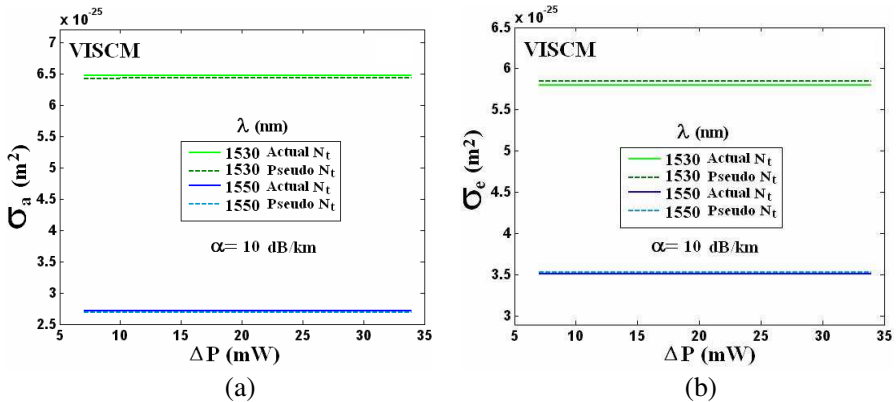 x 10⁻²⁵
VISCM
7
6.5
6
5.5
5
4.5
4
3.5
3
2.5
σa (m²)
λ (nm)
1530 Actual Nt
1530 Pseudo Nt
1550 Actual Nt
1550 Pseudo Nt
α= 10 dB/km
5 10 15 20 25 30 35
ΔP (mW)
(a)
x 10⁻²⁵
VISCM
6.5
6
5.5
5
4.5
4
3.5
3
σe (m²)
λ (nm)
1530 Actual Nt
1530 Pseudo Nt
1550 Actual Nt
1550 Pseudo Nt
α= 10 dB/km
5 10 15 20 25 30 35
ΔP (mW)
(b)